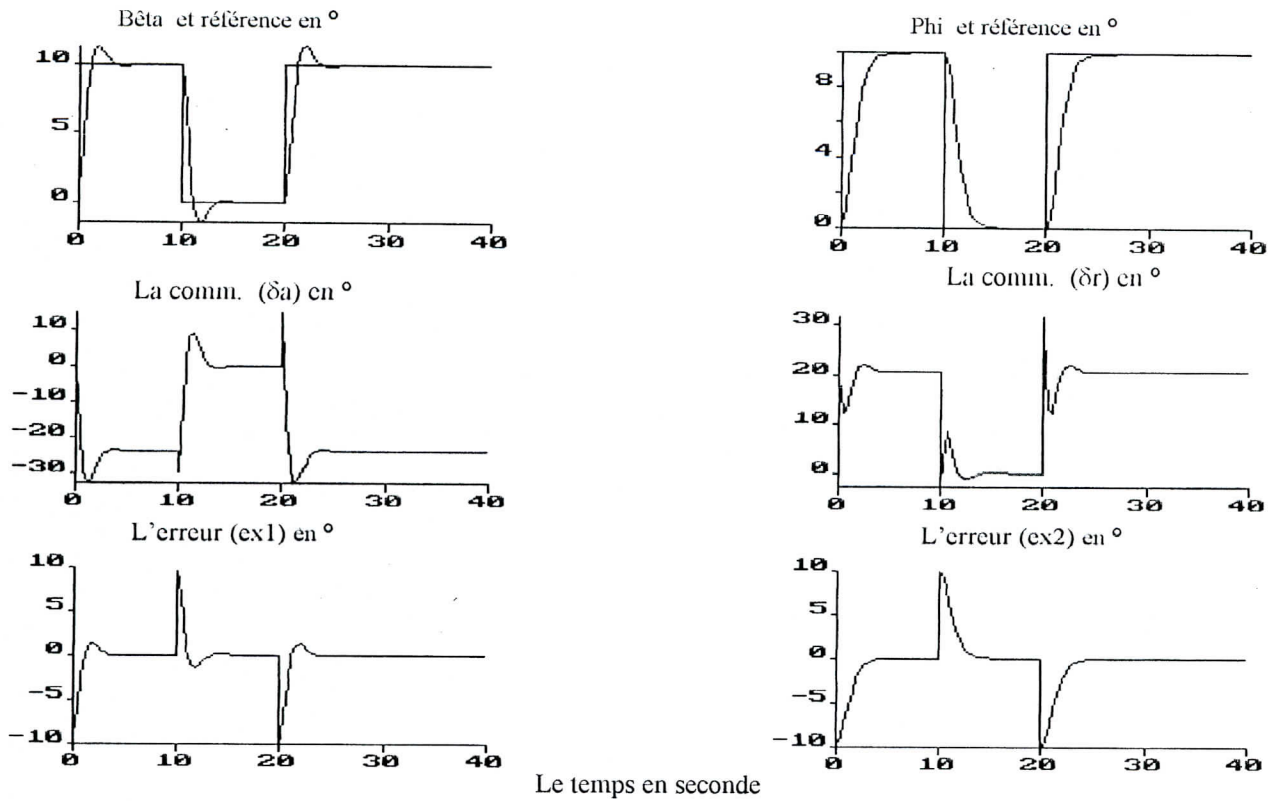 Bêta et référence en °
10
5
0
0 10 20 30 40
Phi et référence en °
8
4
0
0 10 20 30 40
La comm. (δa) en °
10
0
-10
-20
-30
0 10 20 30 40
La comm. (δr) en °
30
20
10
0
0 10 20 30 40
L'erreur (ex1) en °
10
5
0
-5
-10
0 10 20 30 40
L'erreur (ex2) en °
10
5
0
-5
-10
0 10 20 30 40
Le temps en seconde